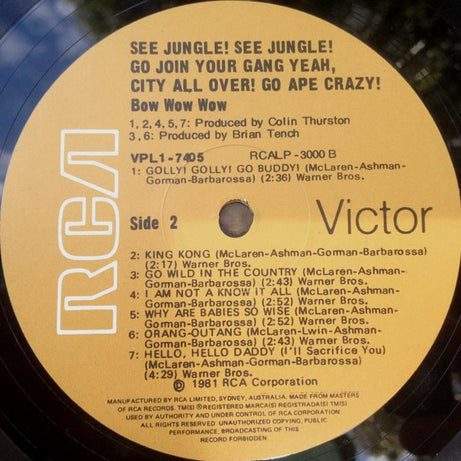 SEE JUNGLE! SEE JUNGLE!
GO JOIN YOUR GANG YEAH,
CITY ALL OVER! GO APE CRAZY!
Bow Wow Wow
1, 2, 4, 5, 7: Produced by Colin Thurston
3, 6: Produced by Brian Tench
VPL1-7405 RCALP-3000 B
1: GOLLY! GOLLY! GO BUDDY! (McLaren-Ashman-
Gorman-Barbarossa) (2:36) Warner Bros.
RCA
Side 2
Victor
2: KING KONG (McLaren-Ashman-Gorman-Barbarossa)
(2:17) Warner Bros.
3: GO WILD IN THE COUNTRY (McLaren-Ashman-
Gorman-Barbarossa) (2:43) Warner Bros.
4: I AM NOT A KNOW IT ALL (McLaren-Ashman-
Gorman-Barbarossa) (2:52) Warner Bros.
5: WHY ARE BABIES SO WISE (McLaren-Ashman-
Gorman-Barbarossa) (2:52) Warner Bros.
6: ORANG-OUTANG (McLaren-Lwin-Ashman-
Gorman-Barbarossa) (2:43) Warner Bros.
7: HELLO, HELLO DADDY (I'll Sacrifice You)
(McLaren-Ashman-Gorman-Barbarossa)
(4:29) Warner Bros.
Ⓟ 1981 RCA Corporation
MANUFACTURED BY RCA LIMITED, SYDNEY, AUSTRALIA, MADE FROM MASTERS
OF RCA RECORDS. TM(S) ® REGISTERED MARCA(S) REGISTRADA(S) TM(S)
USED BY AUTHORITY AND UNDER CONTROL OF RCA CORPORATION
ALL RIGHTS RESERVED. UNAUTHORIZED COPYING, PUBLIC
PERFORMANCE, BROADCASTING OF THIS
RECORD FORBIDDEN